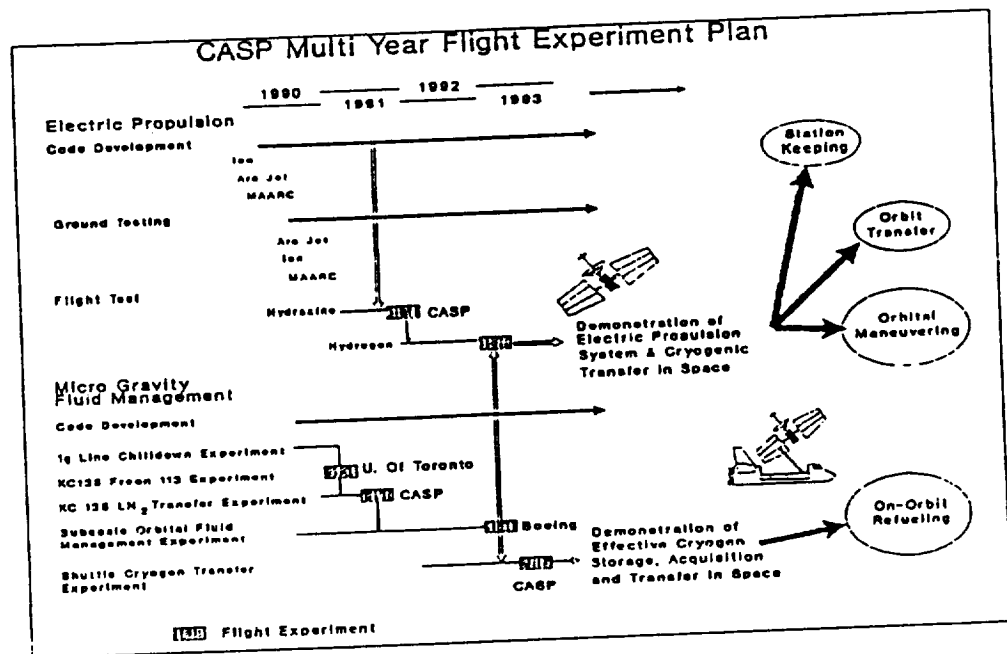 CASP Multi Year Flight Experiment Plan
1990
1991
1992
1993
Electric Propulsion
Code Development
Ion
Arc Jet
MAARC
Ground Testing
Arc Jet
Ion
MAARC
Flight Test
Hydrazine
CASP
Hydrogen
Demonstration of
Electric Propulsion
System & Cryogenic
Transfer in Space
Station
Keeping
Orbit
Transfer
Orbital
Maneuvering
Micro Gravity
Fluid Management
Code Development
1g Line Chilldown Experiment
U. Of Toronto
KC135 Freon 113 Experiment
KC 135 LN2 Transfer Experiment
CASP
Subscale Orbital Fluid
Management Experiment
Boeing
Shuttle Cryogen Transfer
Experiment
CASP
Demonstration of
Effective Cryogen
Storage, Acquisition
and Transfer in Space
On-Orbit
Refueling
Flight Experiment